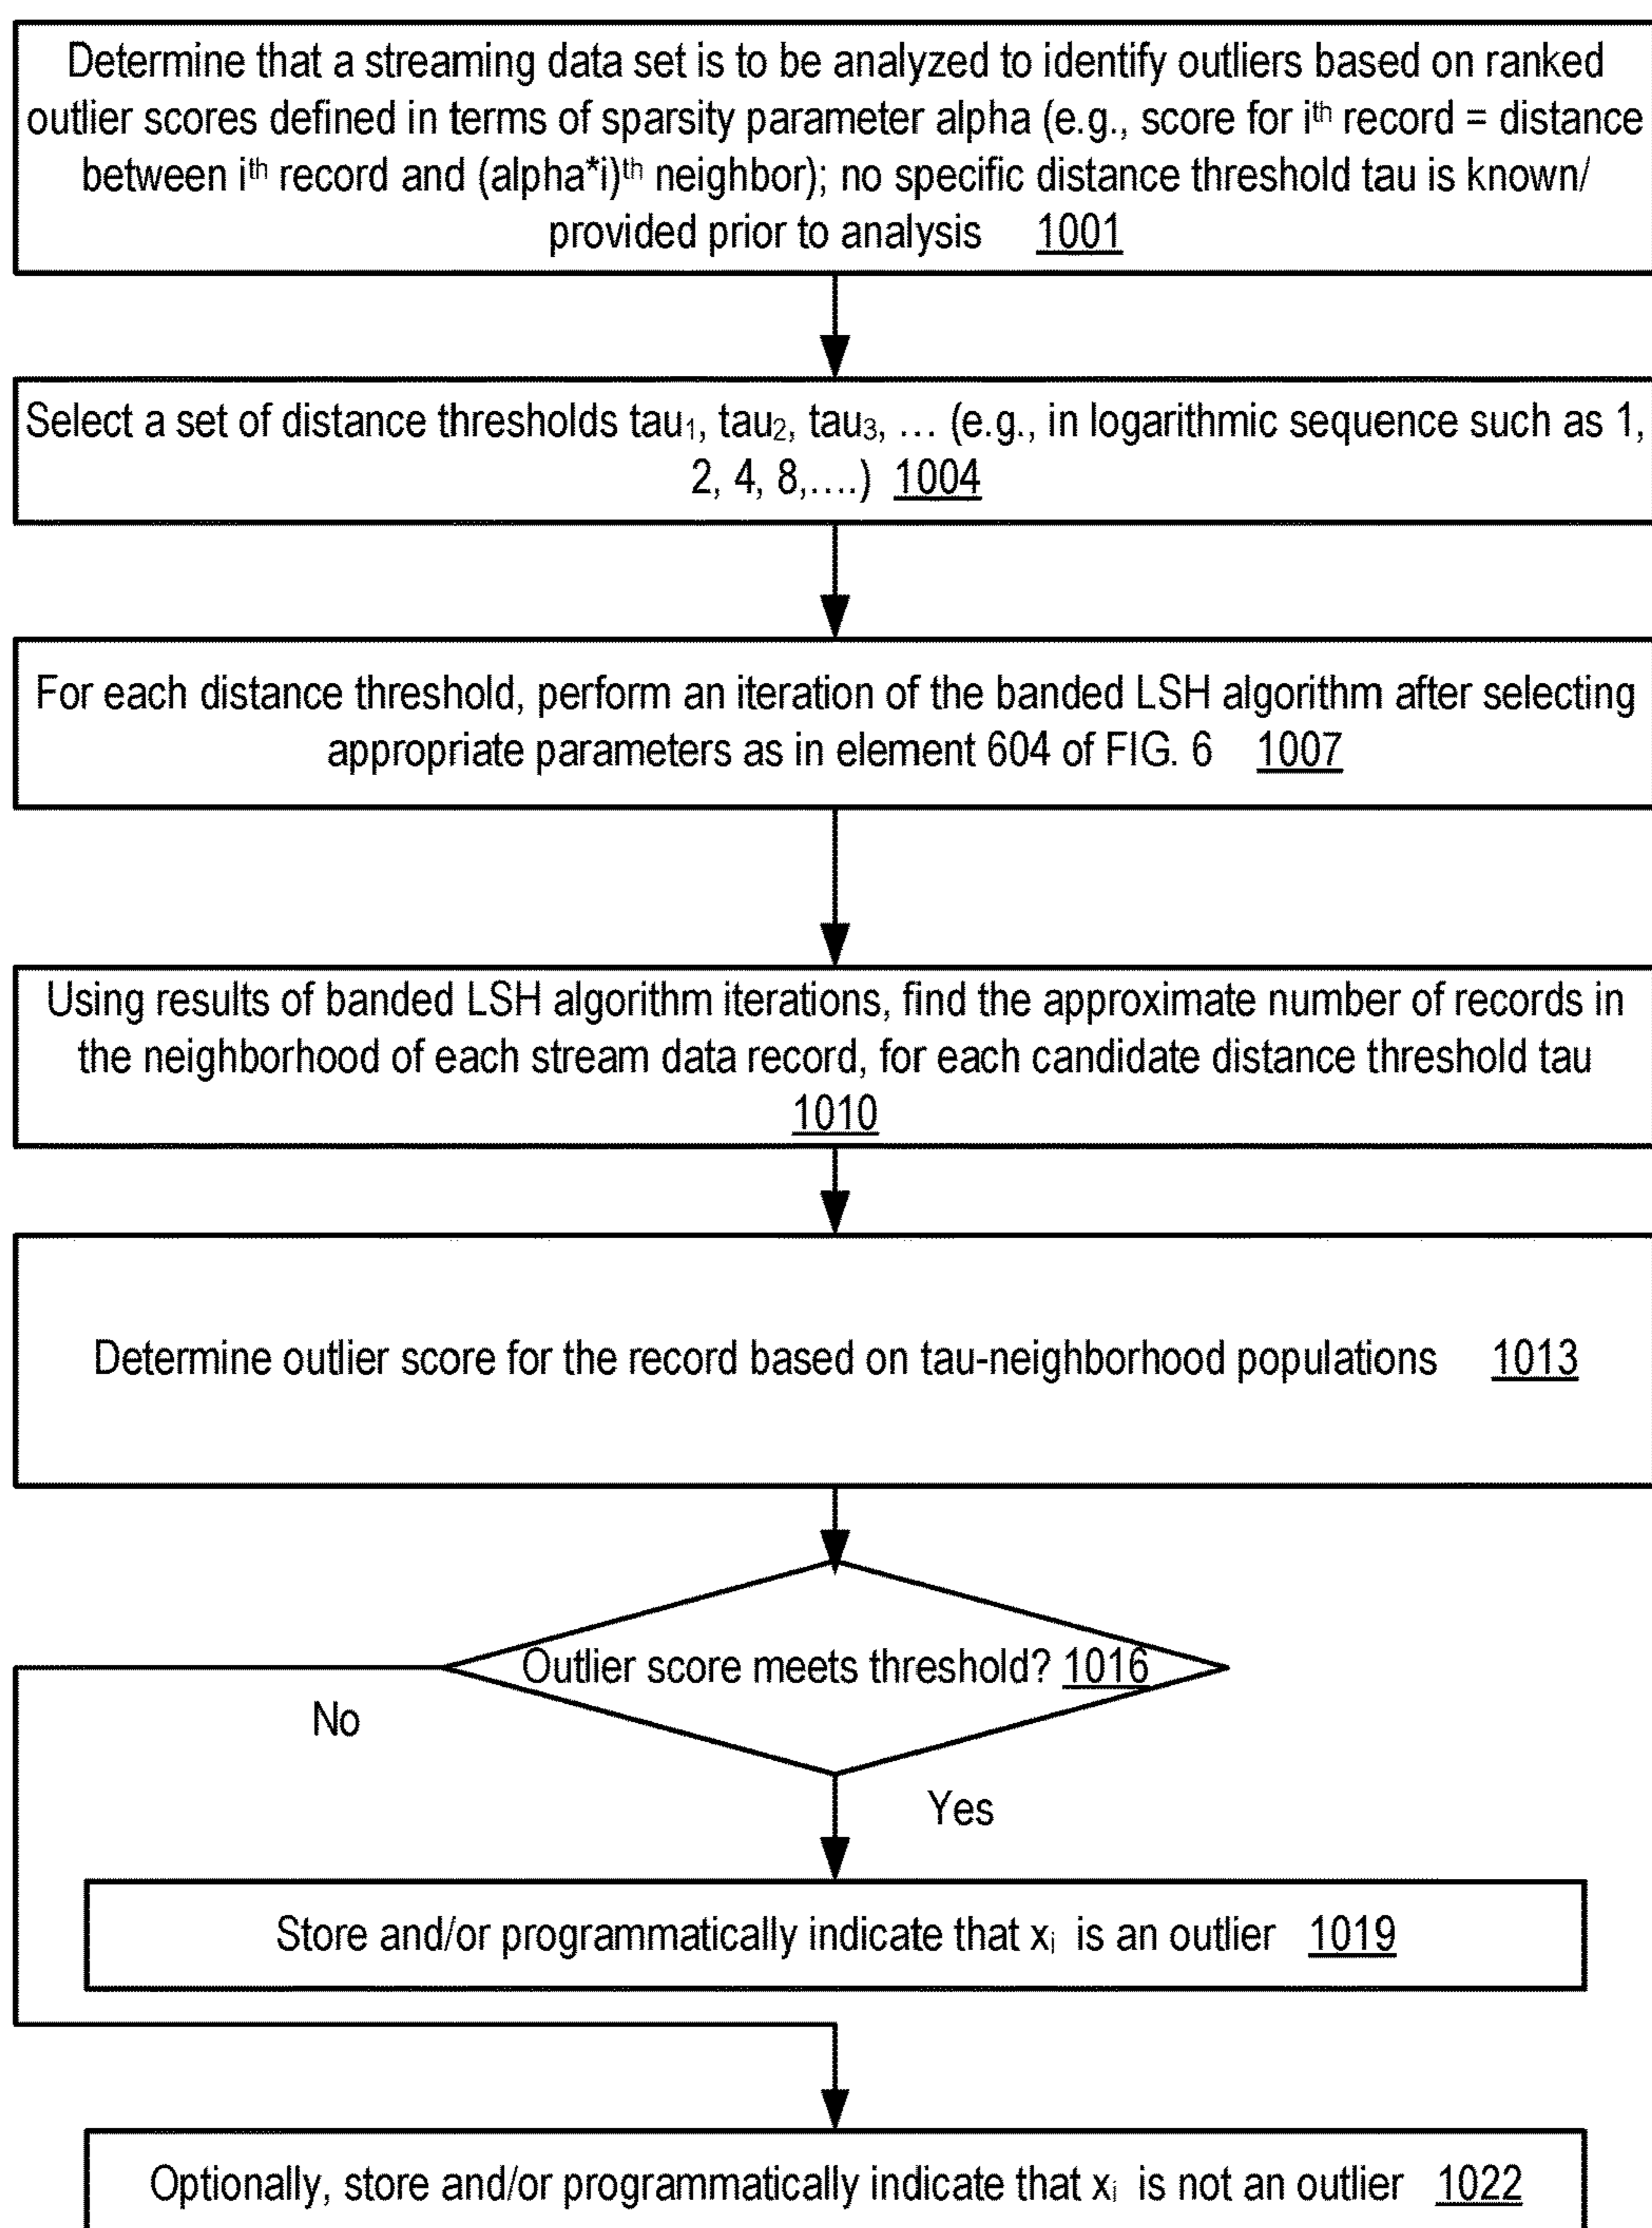 Determine that a streaming data set is to be analyzed to identify outliers based on ranked
outlier scores defined in terms of sparsity parameter alpha (e.g., score for ith record = distance
between ith record and (alpha*i)th neighbor); no specific distance threshold tau is known/
provided prior to analysis 1001
Select a set of distance thresholds tau1, tau2, tau3, … (e.g., in logarithmic sequence such as 1,
2, 4, 8,….) 1004
For each distance threshold, perform an iteration of the banded LSH algorithm after selecting
appropriate parameters as in element 604 of FIG. 6 1007
Using results of banded LSH algorithm iterations, find the approximate number of records in
the neighborhood of each stream data record, for each candidate distance threshold tau
1010
Determine outlier score for the record based on tau-neighborhood populations 1013
Outlier score meets threshold? 1016
No
Yes
Store and/or programmatically indicate that xi is an outlier 1019
Optionally, store and/or programmatically indicate that xi is not an outlier 1022